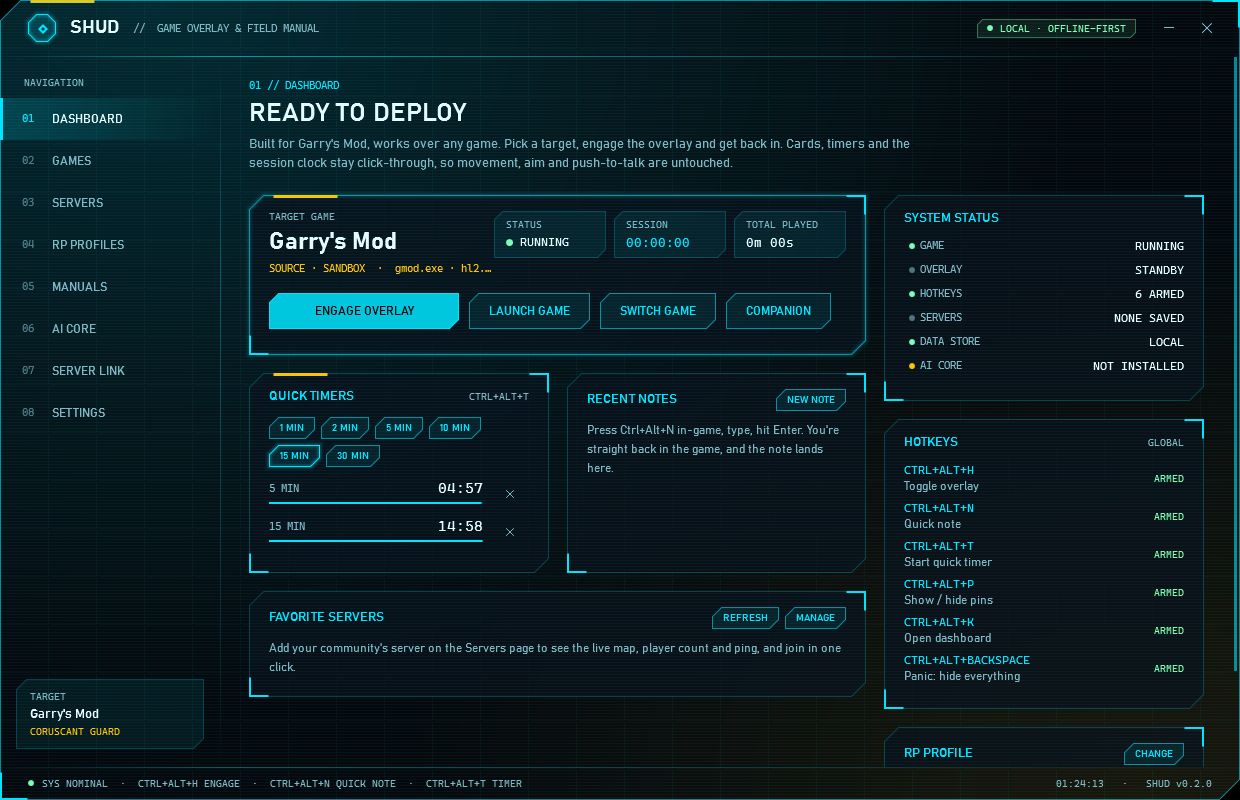 SHUD // GAME OVERLAY & FIELD MANUAL
LOCAL · OFFLINE-FIRST
NAVIGATION
01 DASHBOARD
02 GAMES
03 SERVERS
04 RP PROFILES
05 MANUALS
06 AI CORE
07 SERVER LINK
08 SETTINGS
TARGET
Garry's Mod
CORUSCANT GUARD
01 // DASHBOARD
READY TO DEPLOY
Built for Garry's Mod, works over any game. Pick a target, engage the overlay and get back in. Cards, timers and the
session clock stay click-through, so movement, aim and push-to-talk are untouched.
TARGET GAME
Garry's Mod
SOURCE · SANDBOX · gmod.exe · hl2.…
STATUS
RUNNING
SESSION
00:00:00
TOTAL PLAYED
0m 00s
ENGAGE OVERLAY
LAUNCH GAME
SWITCH GAME
COMPANION
QUICK TIMERS
CTRL+ALT+T
1 MIN
2 MIN
5 MIN
10 MIN
15 MIN
30 MIN
5 MIN 04:57
15 MIN 14:58
RECENT NOTES
NEW NOTE
Press Ctrl+Alt+N in-game, type, hit Enter. You're
straight back in the game, and the note lands
here.
FAVORITE SERVERS
REFRESH
MANAGE
Add your community's server on the Servers page to see the live map, player count and ping, and join in one
click.
SYSTEM STATUS
GAME RUNNING
OVERLAY STANDBY
HOTKEYS 6 ARMED
SERVERS NONE SAVED
DATA STORE LOCAL
AI CORE NOT INSTALLED
HOTKEYS
GLOBAL
CTRL+ALT+H
Toggle overlay
ARMED
CTRL+ALT+N
Quick note
ARMED
CTRL+ALT+T
Start quick timer
ARMED
CTRL+ALT+P
Show / hide pins
ARMED
CTRL+ALT+K
Open dashboard
ARMED
CTRL+ALT+BACKSPACE
Panic: hide everything
ARMED
RP PROFILE
CHANGE
SYS NOMINAL · CTRL+ALT+H ENGAGE · CTRL+ALT+N QUICK NOTE · CTRL+ALT+T TIMER
01:24:13 · SHUD v0.2.0